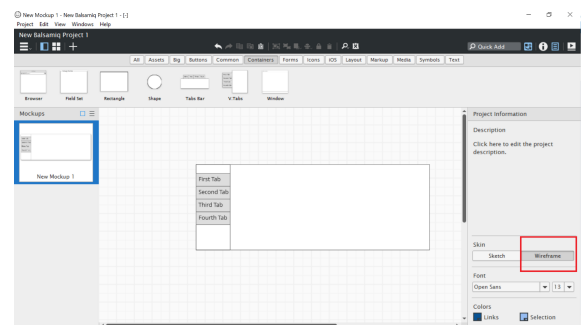 New Mockup 1 - New Balsamiq Project 1 - [-]
Project Edit View Windows Help
New Balsamiq Project 1
Quick Add
All Assets Big Buttons Common Containers Forms Icons iOS Layout Markup Media Symbols Text
Browser Field Set Rectangle Shape Tabs Bar V.Tabs Window
Mockups
New Mockup 1
First Tab
Second Tab
Third Tab
Fourth Tab
Project Information
Description
Click here to edit the project
description.
Skin
Sketch Wireframe
Font
Open Sans 13
Colors
Links Selection